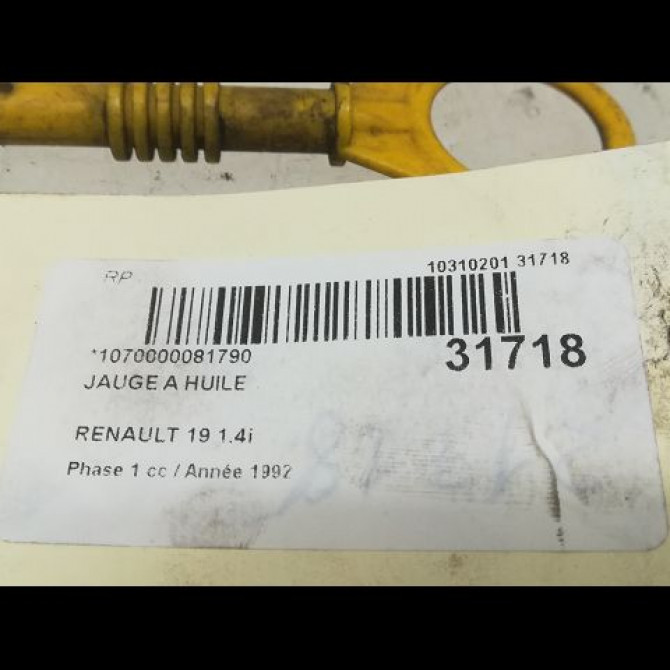 RP
10310201 31718
*1070000081790
31718
JAUGE A HUILE
RENAULT 19 1.4i
Phase 1 cc / Année 1992